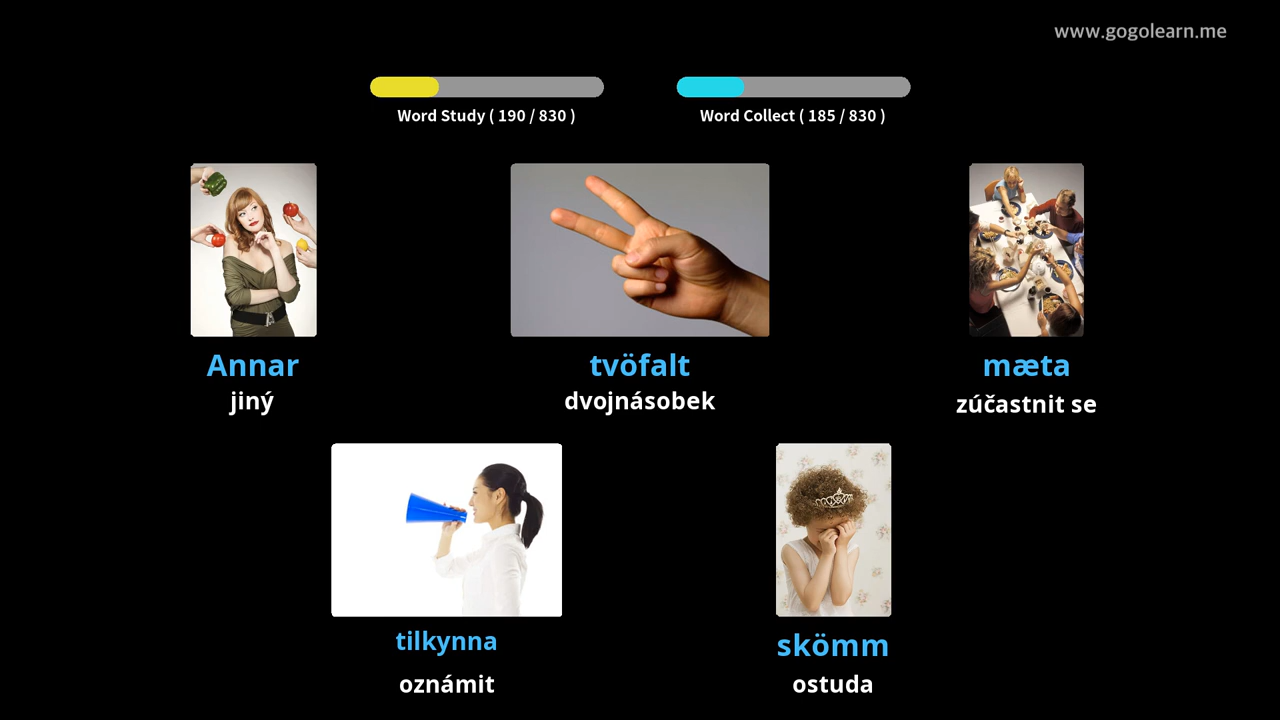 www.gogolearn.me
Word Study ( 190 / 830 )
Word Collect ( 185 / 830 )
Annar
jiný
tvöfalt
dvojnásobek
mæta
zúčastnit se
tilkynna
oznámit
skömm
ostuda